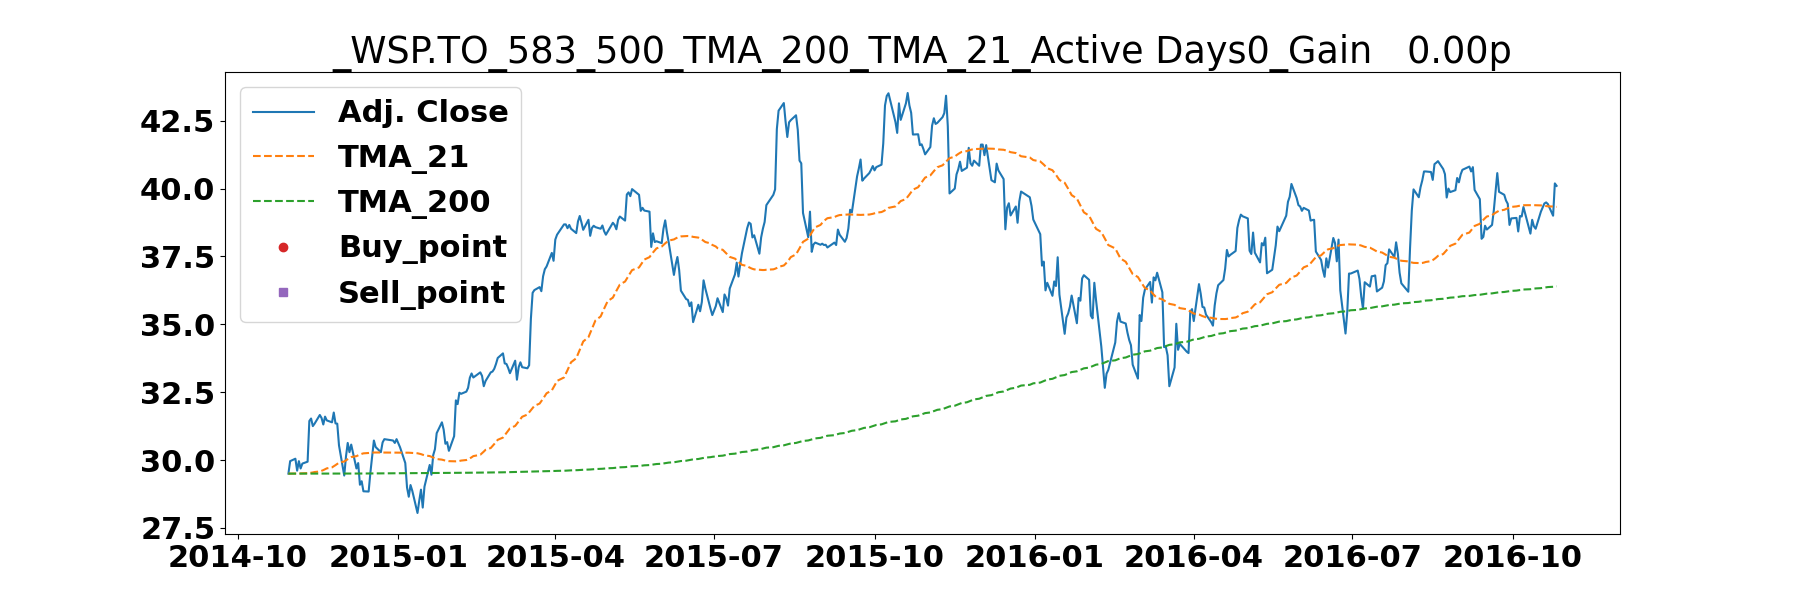 _WSP.TO_583_500_TMA_200_TMA_21_Active Days0_Gain   0.00p
Adj. Close
TMA_21
TMA_200
Buy_point
Sell_point
42.5
40.0
37.5
35.0
32.5
30.0
27.5
2014-10 2015-01 2015-04 2015-07 2015-10 2016-01 2016-04 2016-07 2016-10